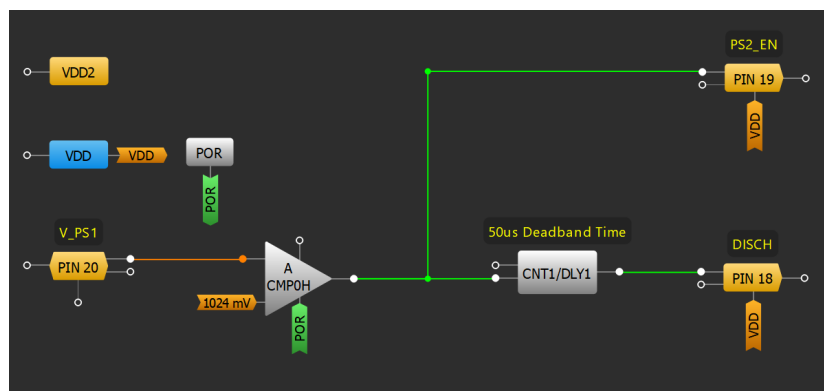 PS2_EN
VDD2
PIN 19
VDD
VDD
VDD
POR
POR
V_PS1
50us Deadband Time
DISCH
A
CMP0H
PIN 20
CNT1/DLY1
PIN 18
1024 mV
POR
VDD